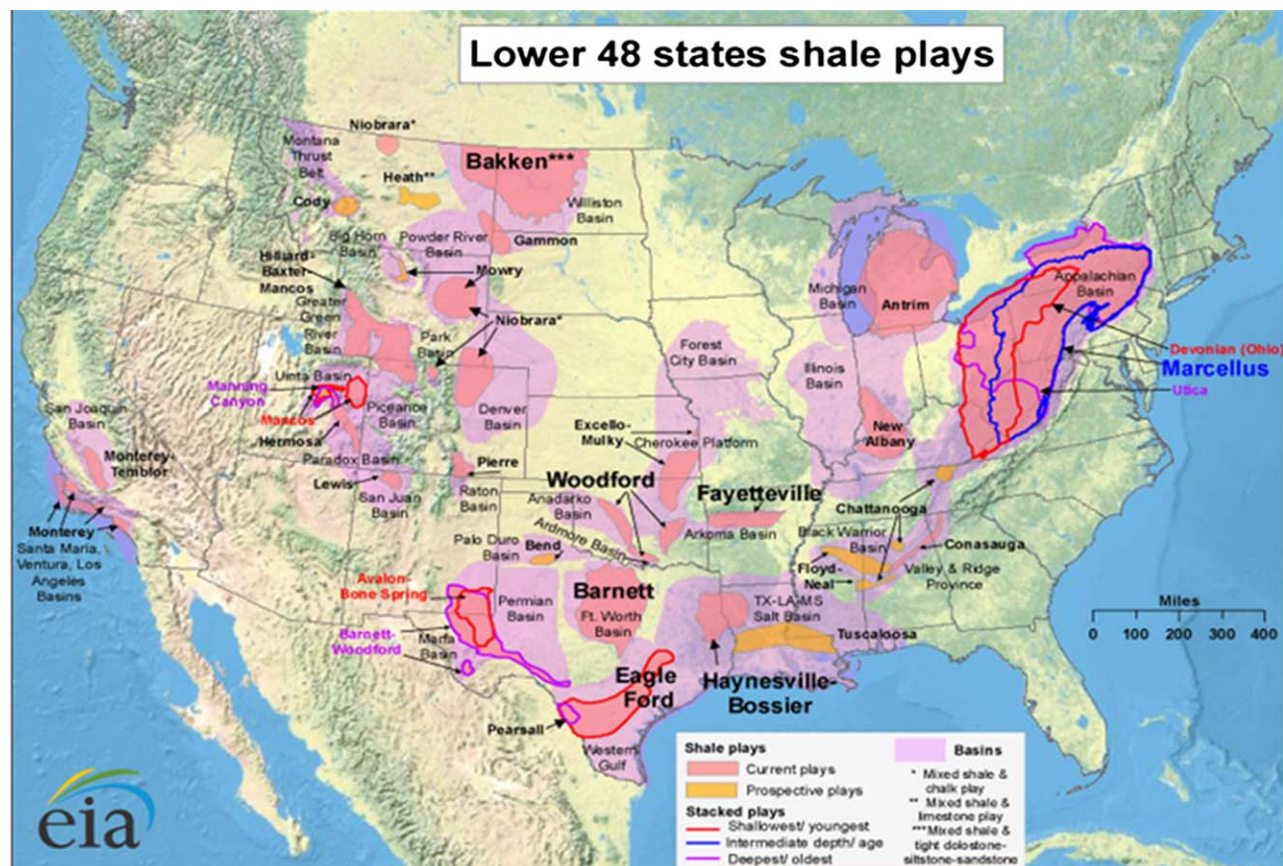 Lower 48 states shale plays
Niobrara*
Montana
Thrust
Belt
Bakken***
Heath**
Cody
Williston
Basin
Big Horn
Basin
Powder River
Basin
Gammon
Hilliard-
Baxter-
Mancos
Mowry
Greater
Green
River
Basin
Niobrara*
Park
Basin
Michigan
Basin
Antrim
Appalachian
Basin
Devonian (Ohio)
Marcellus
Utica
Forest
City Basin
Illinois
Basin
Uinta Basin
Manning
Canyon
Mancos
Piceance
Basin
Denver
Basin
Hermosa
Paradox Basin
Lewis
San Juan
Basin
Pierre
Raton
Basin
San Joaquin
Basin
Monterey-
Temblor
Monterey
Santa Maria,
Ventura, Los
Angeles
Basins
Excello-
Mulky
Cherokee Platform
New
Albany
Woodford
Anadarko
Basin
Ardmore Basin
Fayetteville
Arkoma Basin
Chattanooga
Black Warrior
Basin
Conasauga
Floyd-
Neal
Valley & Ridge
Province
Palo Duro
Basin
Bend
Avalon-
Bone Spring
Permian
Basin
Barnett
Ft. Worth
Basin
TX-LA-MS
Salt Basin
Tuscaloosa
Barnett-
Woodford
Marfa
Basin
Eagle
Ford
Haynesville-
Bossier
Pearsall
Western
Gulf
Miles
0 100 200 300 400
Shale plays
Current plays
Prospective plays
Stacked plays
Shallowest/ youngest
Intermediate depth/ age
Deepest/ oldest
Basins
* Mixed shale &
chalk play
** Mixed shale &
limestone play
***Mixed shale &
tight dolostone-
siltstone-sandstone
eia